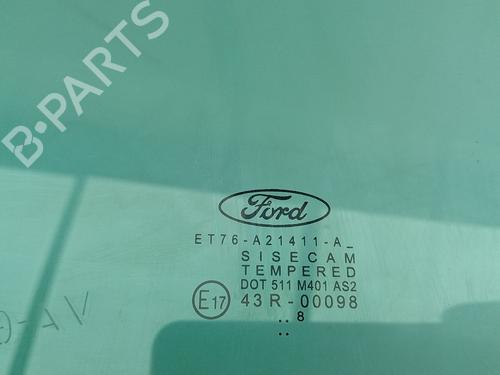 B-PARTS
Ford
ET76-A21411-A_
SISECAM
TEMPERED
DOT 511 M401 AS2
E17 43R-00098
.. 8
..